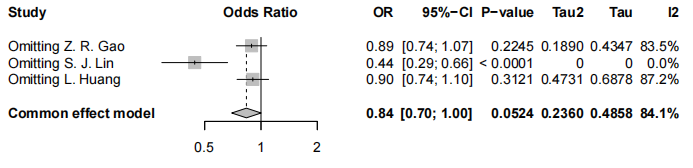 Study Odds Ratio OR 95%-CI P-value Tau2 Tau I2
Omitting Z. R. Gao 0.89 [0.74; 1.07] 0.2245 0.1890 0.4347 83.5%
Omitting S. J. Lin 0.44 [0.29; 0.66] < 0.0001 0 0 0.0%
Omitting L. Huang 0.90 [0.74; 1.10] 0.3121 0.4731 0.6878 87.2%
Common effect model 0.84 [0.70; 1.00] 0.0524 0.2360 0.4858 84.1%
0.5 1 2